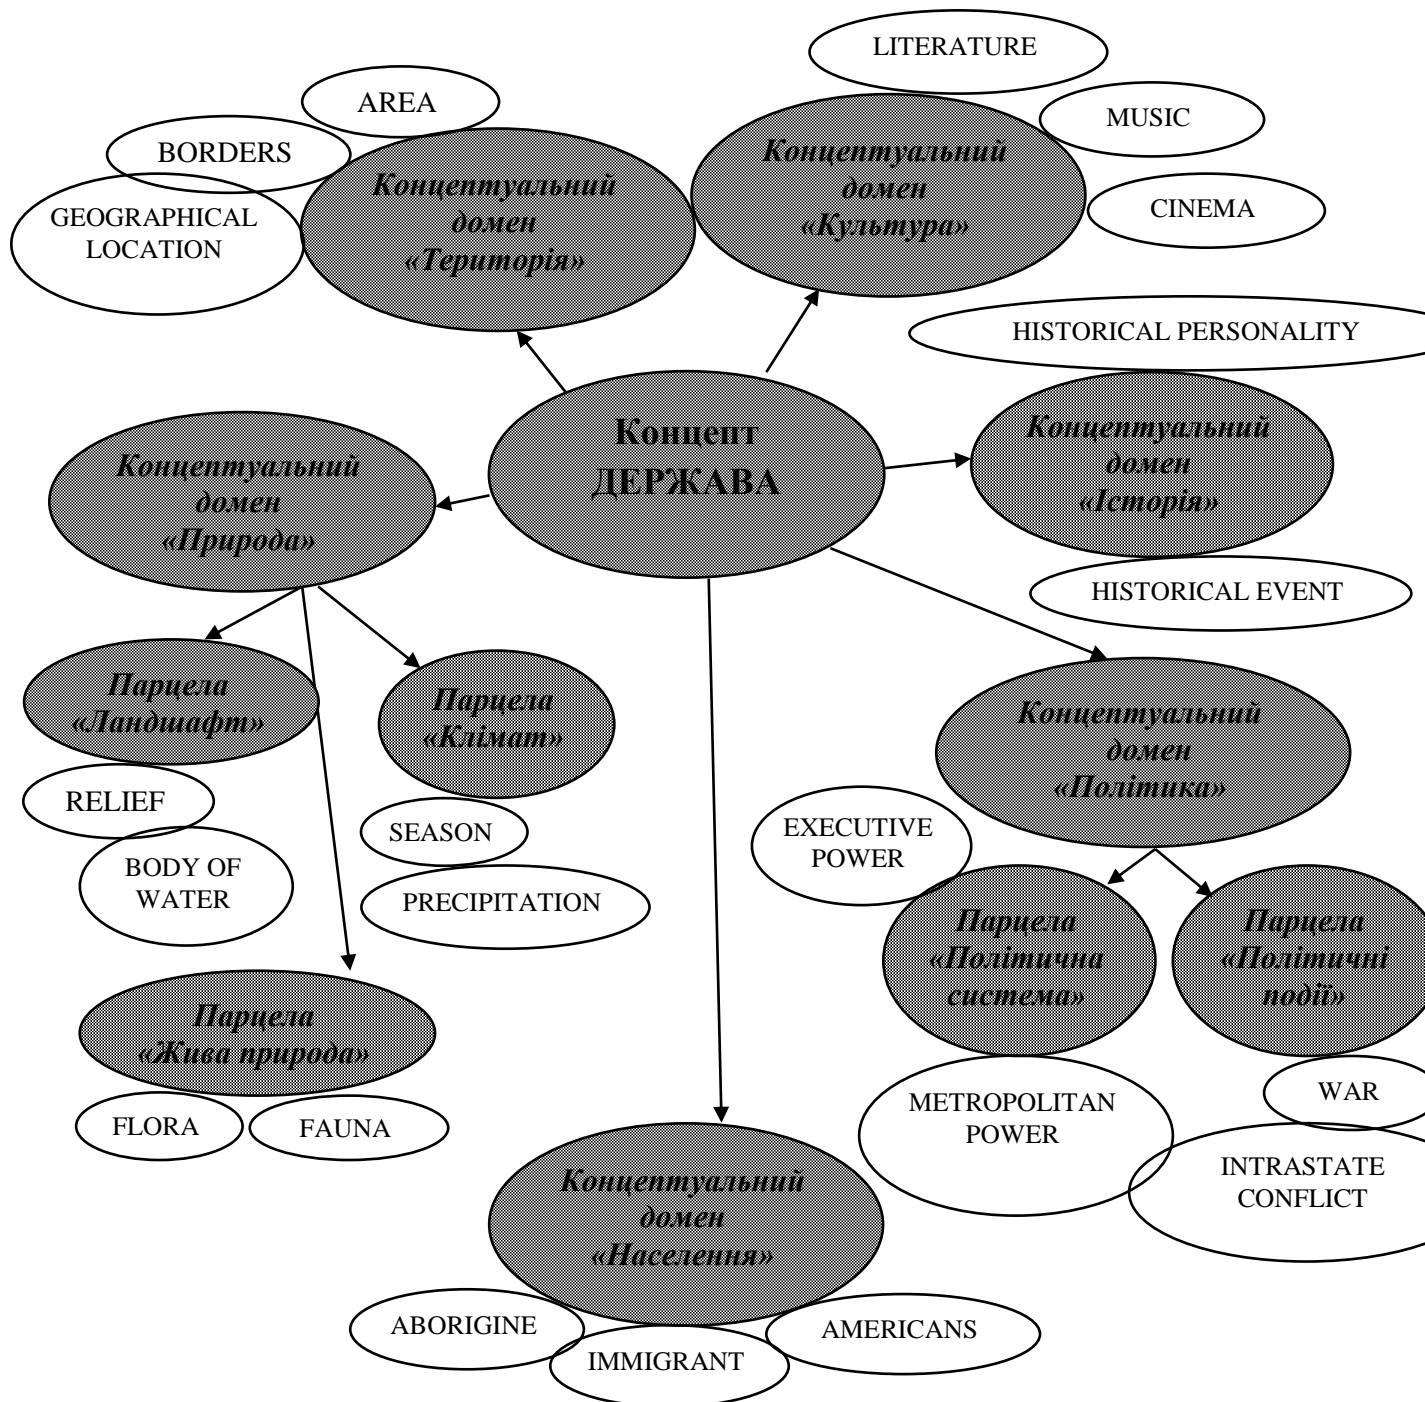 LITERATURE
AREA
MUSIC
BORDERS
Концептуальний
домен
«Культура»
Концептуальний
домен
«Територія»
GEOGRAPHICAL
LOCATION
CINEMA
HISTORICAL PERSONALITY
Концепт
ДЕРЖАВА
Концептуальний
домен
«Історія»
Концептуальний
домен
«Природа»
HISTORICAL EVENT
Парцела
«Ландшафт»
Парцела
«Клімат»
Концептуальний
домен
«Політика»
RELIEF
SEASON
EXECUTIVE
POWER
BODY OF
WATER
PRECIPITATION
Парцела
«Політична
система»
Парцела
«Політичні
події»
Парцела
«Жива природа»
METROPOLITAN
POWER
WAR
FLORA
FAUNA
INTRASTATE
CONFLICT
Концептуальний
домен
«Населення»
ABORIGINE
AMERICANS
IMMIGRANT